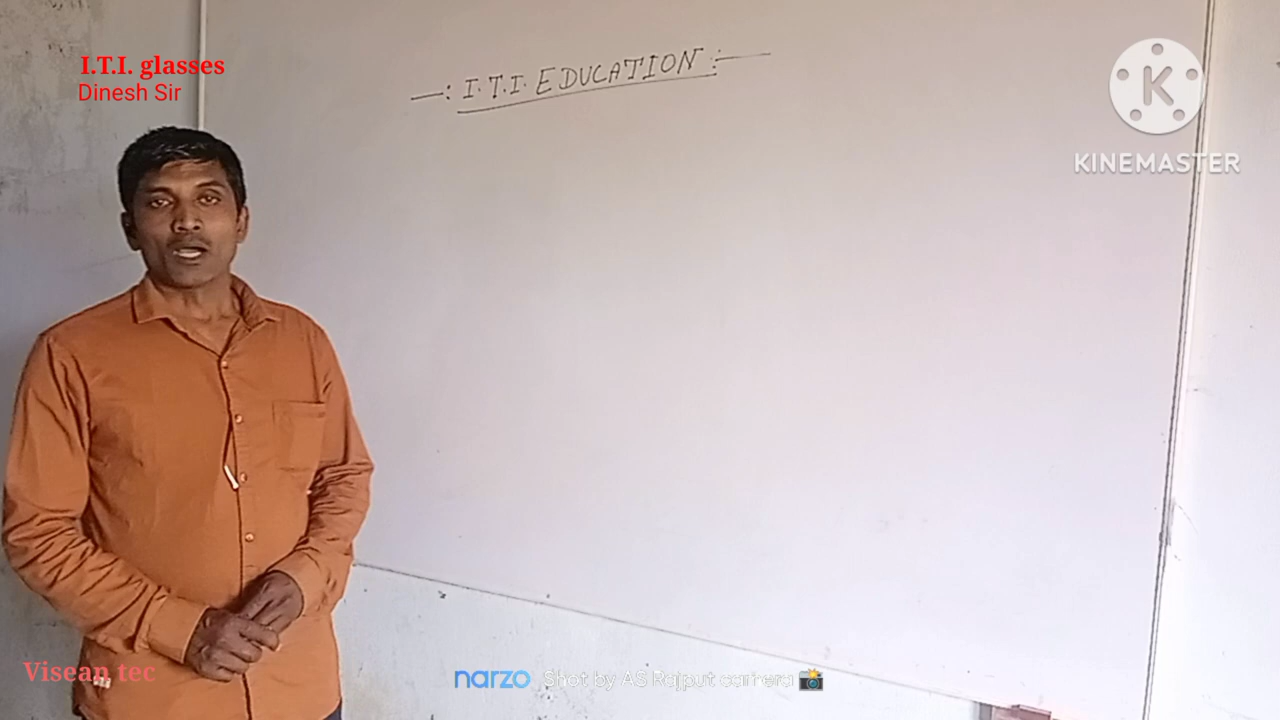 I.T.I. glasses
Dinesh Sir
—: I.T.I. EDUCATION :—
K
KINEMASTER
Visean tec
narzo Shot by AS Rajput camera📸